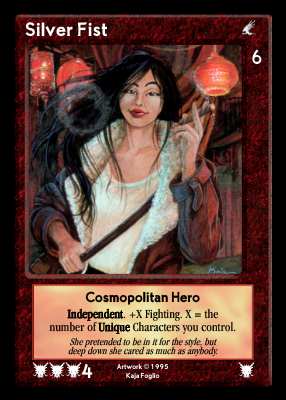 Silver Fist
6
Cosmopolitan Hero
Independent. +X Fighting. X = the
number of Unique Characters you control.
She pretended to be in it for the style, but
deep down she cared as much as anybody.
4
Artwork © 1995
Kaja Foglio